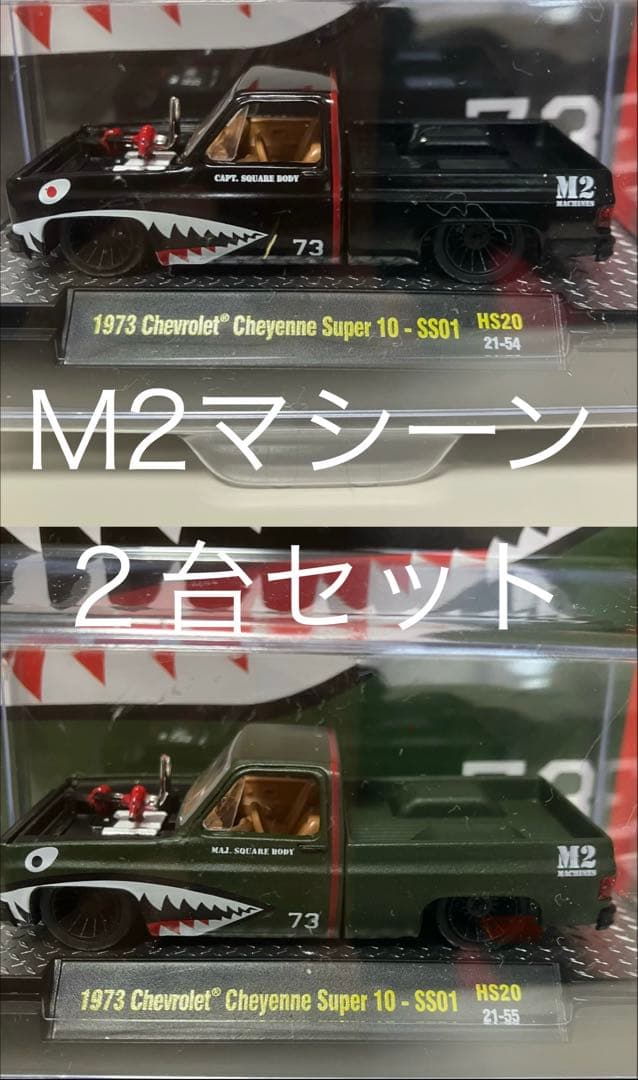 73
CAPT. SQUARE BODY
M2
MACHINES
73
1973 Chevrolet® Cheyenne Super 10 - SS01 HS20
21-54
M2マシーン
2台セット
73
MAJ. SQUARE BODY
M2
MACHINES
73
1973 Chevrolet® Cheyenne Super 10 - SS01 HS20
21-55